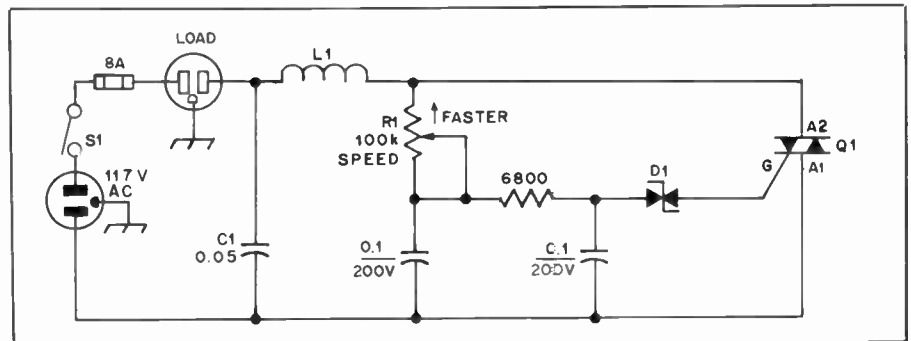 LOAD
8A
L1
S1
117 V
AC
C1
0.05
R1
100k
SPEED
↑ FASTER
6800
D1
0.1
200V
0.1
200V
G
A2
A1
Q1